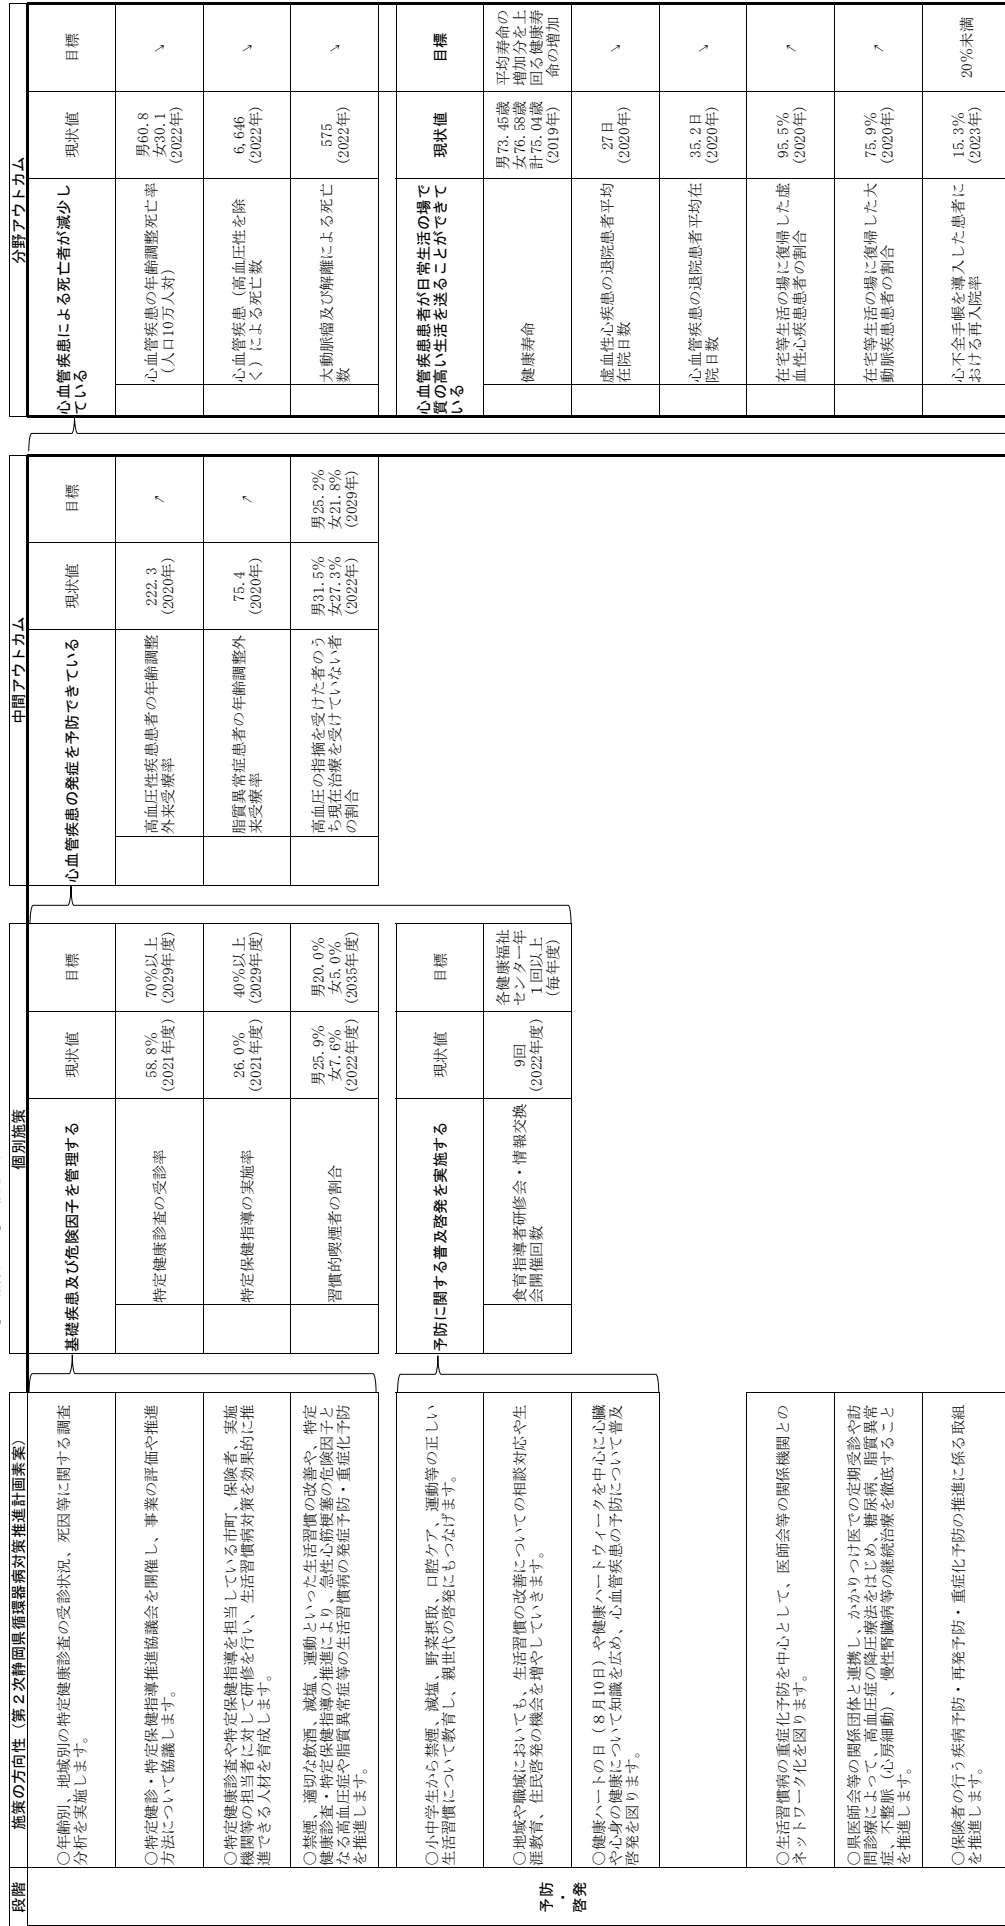 段階
施策の方向性（第２次静岡県循環器病対策推進計画素案）
個別施策
中間アウトカム
分野アウトカム
予防
・
啓発
○年齢別、地域別の特定健康診査の受診状況、死因等に関する調査
分析を実施します。
○特定健診・特定保健指導推進協議会を開催し、事業の評価や推進
方法について協議します。
○特定健康診査や特定保健指導を担当している市町、保険者、実施
機関等の担当者に対して研修を行い、生活習慣病対策を効果的に推
進できる人材を育成します。
○禁煙、適切な飲酒、減塩、運動といった生活習慣の改善や、特定
健康診査・特定保健指導の推進により、急性心筋梗塞の危険因子と
なる高血圧症や脂質異常症等の生活習慣病の発症予防・重症化予防
を推進します。
○小中学生から禁煙、減塩、野菜摂取、口腔ケア、運動等の正しい
生活習慣について教育し、親世代の啓発にもつなげます。
○地域や職域においても、生活習慣の改善についての相談対応や生
涯教育、住民啓発の機会を増やしていきます。
○健康ハートの日（８月10日）や健康ハートウィークを中心に心臓
や心身の健康について知識を広め、心血管疾患の予防について普及
啓発を図ります。
○生活習慣病の重症化予防を中心として、医師会等の関係機関との
ネットワーク化を図ります。
○県医師会等の関係団体と連携し、かかりつけ医での定期受診や訪
問診療によって、高血圧症の降圧療法をはじめ、糖尿病、脂質異常
症、不整脈（心房細動）、慢性腎臓病等の継続治療を徹底すること
を推進します。
○保険者の行う疾病予防・再発予防・重症化予防の推進に係る取組
を推進します。
基礎疾患及び危険因子を管理する
現状値
目標
特定健康診査の受診率
58.8%
(2021年度)
70%以上
(2029年度)
特定保健指導の実施率
26.0%
(2021年度)
40%以上
(2029年度)
習慣的喫煙者の割合
男25.9%
女7.6%
(2022年度)
男20.0%
女5.0%
(2035年度)
予防に関する普及啓発を実施する
現状値
目標
食育指導者研修会・情報交換
会開催回数
9回
(2022年度)
各健康福祉
センター年
１回以上
(毎年度)
心血管疾患の発症を予防できている
現状値
目標
高血圧性疾患患者の年齢調整
外来受療率
222.3
(2020年)
↗
脂質異常症患者の年齢調整外
来受療率
75.4
(2020年)
↗
高血圧の指摘を受けた者のう
ち現在治療を受けていない者
の割合
男31.5%
女27.3%
(2022年)
男25.2%
女21.8%
(2029年)
心血管疾患による死亡者が減少し
ている
現状値
目標
心血管疾患の年齢調整死亡率
（人口10万人対）
男60.8
女30.1
(2022年)
↘
心血管疾患（高血圧性を除
く）による死亡数
6,646
(2022年)
↘
大動脈瘤及び解離による死亡
数
575
(2022年)
↘
心血管疾患患者が日常生活の場で
質の高い生活を送ることができて
いる
現状値
目標
健康寿命
男73.45歳
女76.58歳
計75.04歳
(2019年)
平均寿命の
増加分を上
回る健康寿
命の増加
虚血性心疾患の退院患者平均
在院日数
27日
(2020年)
↘
心血管疾患の退院患者平均在
院日数
35.2日
(2020年)
↘
在宅等生活の場に復帰した虚
血性心疾患患者の割合
95.5%
(2020年)
↗
在宅等生活の場に復帰した大
動脈疾患患者の割合
75.9%
(2020年)
↗
心不全手帳を導入した患者に
おける再入院率
15.3%
(2023年)
20%未満